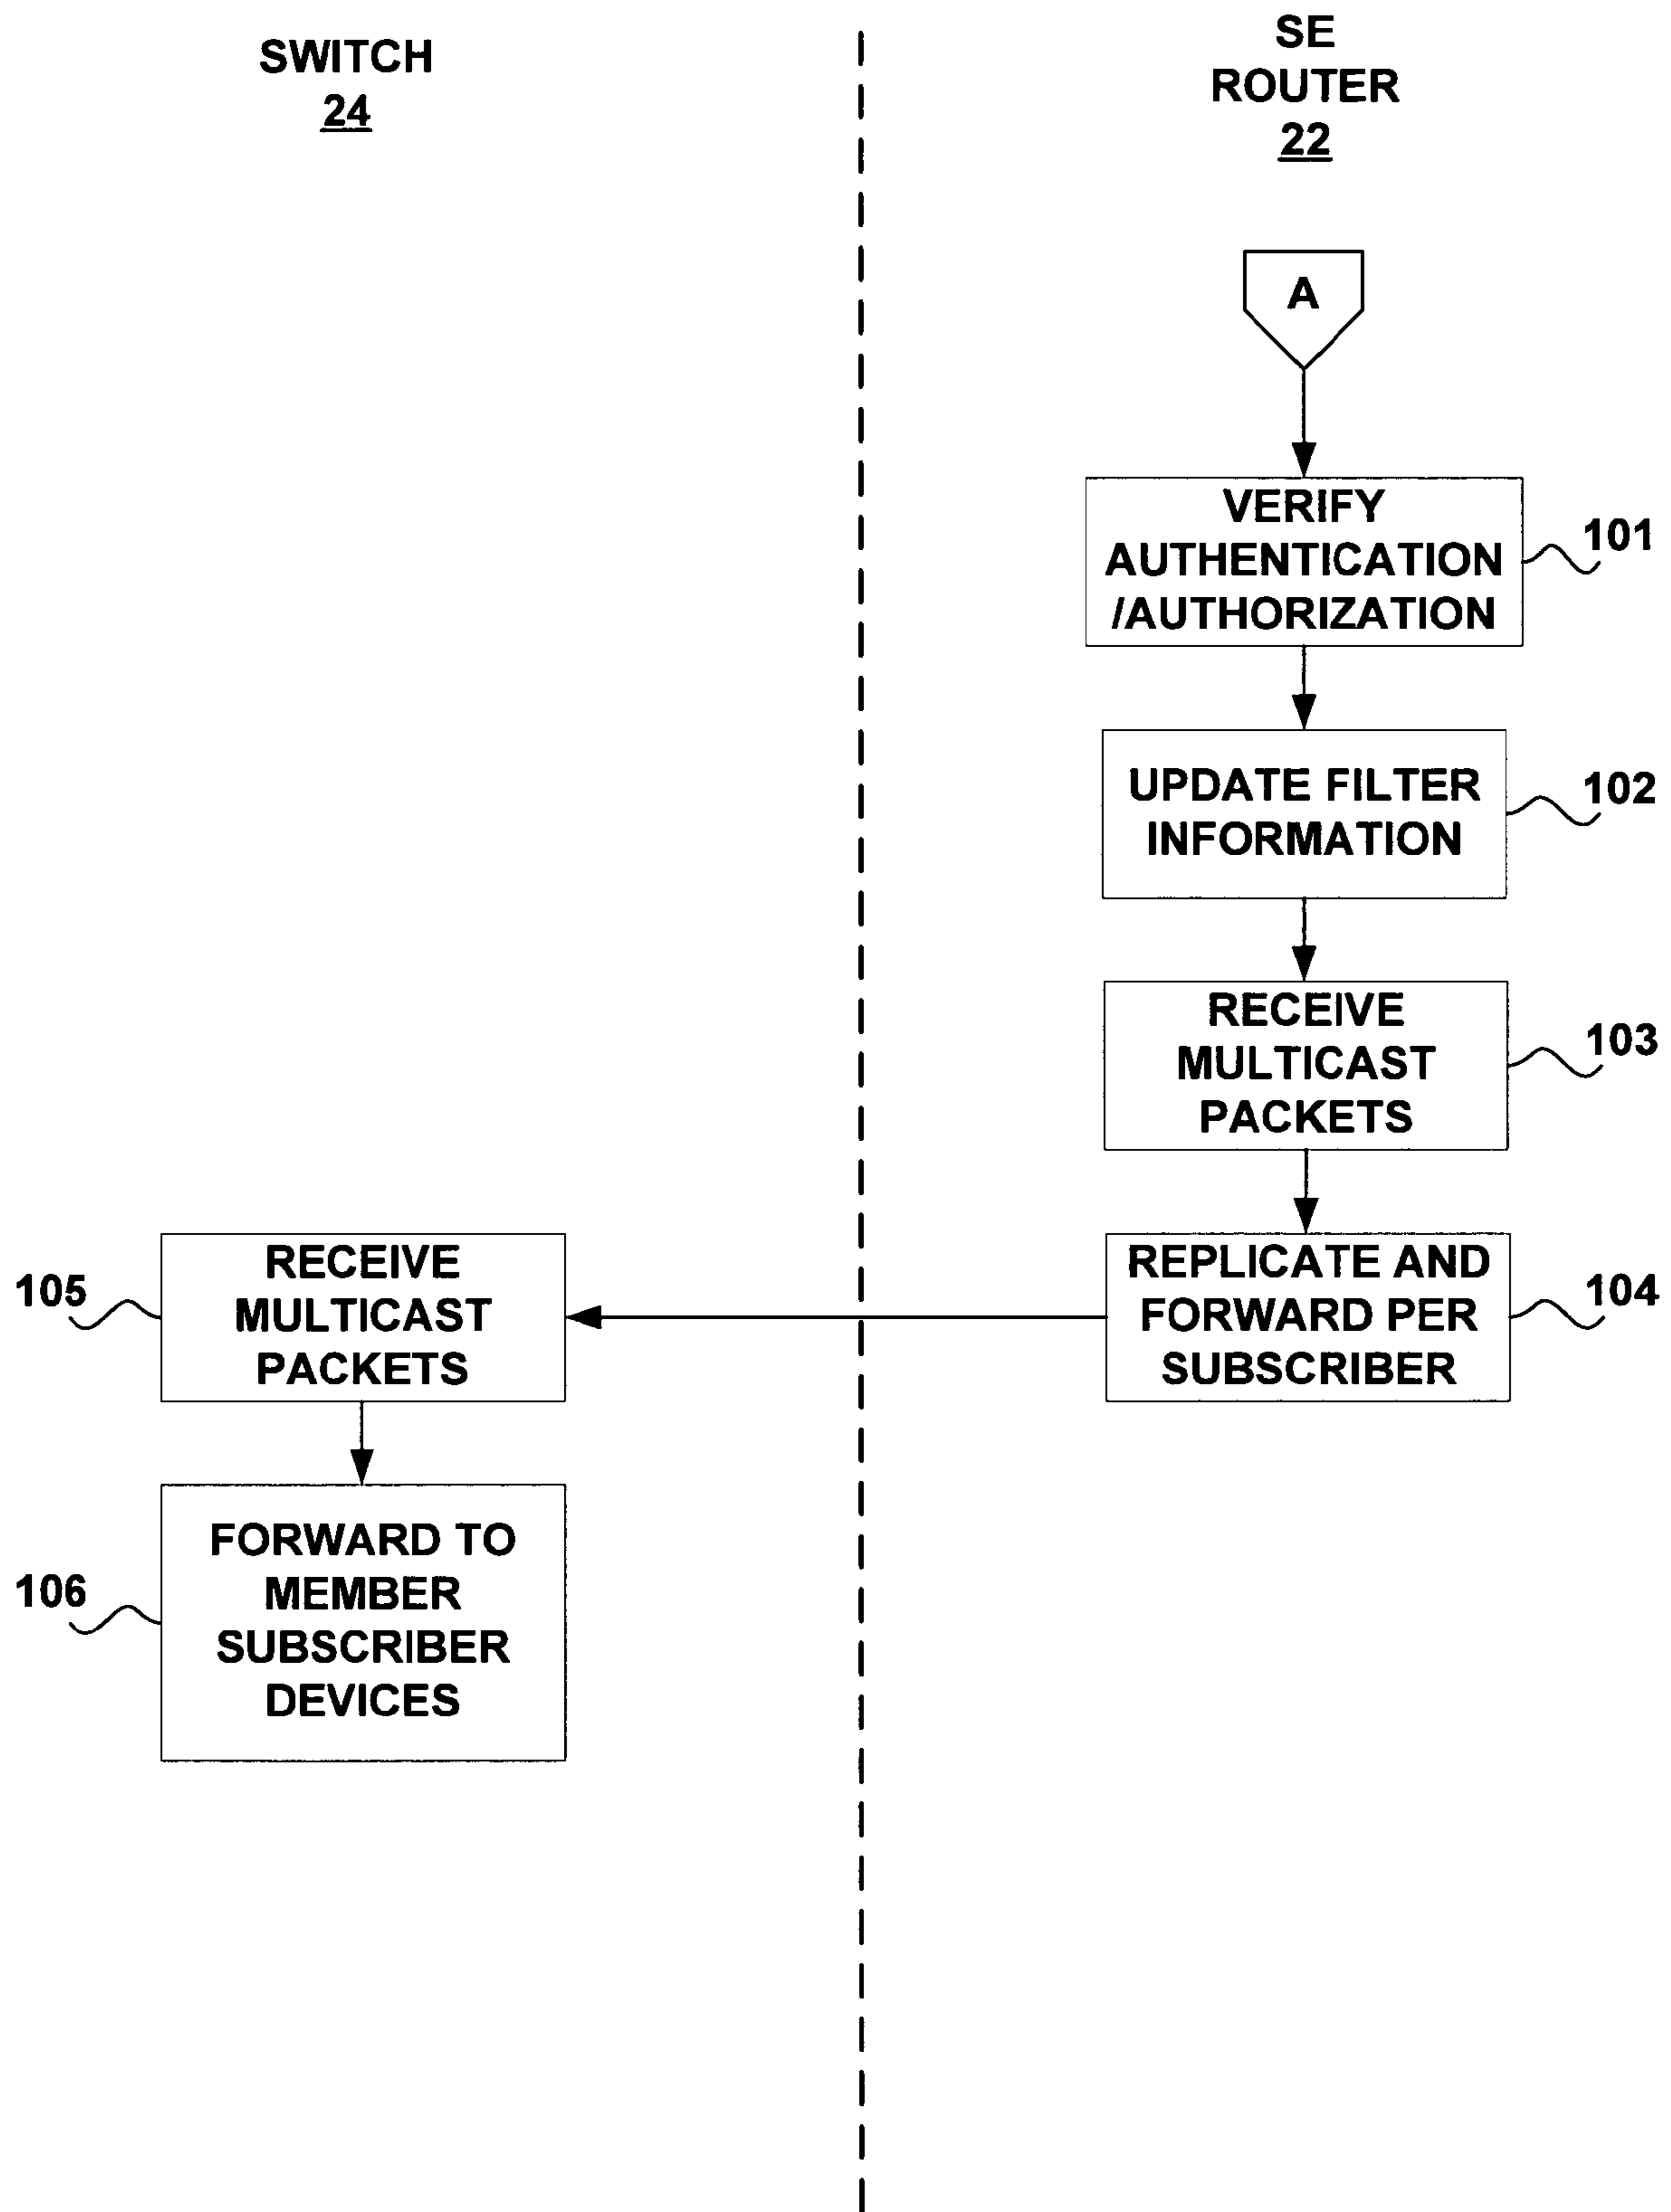 SWITCH
24
SE
ROUTER
22
A
VERIFY
AUTHENTICATION
/AUTHORIZATION
101
UPDATE FILTER
INFORMATION
102
RECEIVE
MULTICAST
PACKETS
103
REPLICATE AND
FORWARD PER
SUBSCRIBER
104
RECEIVE
MULTICAST
PACKETS
105
FORWARD TO
MEMBER
SUBSCRIBER
DEVICES
106